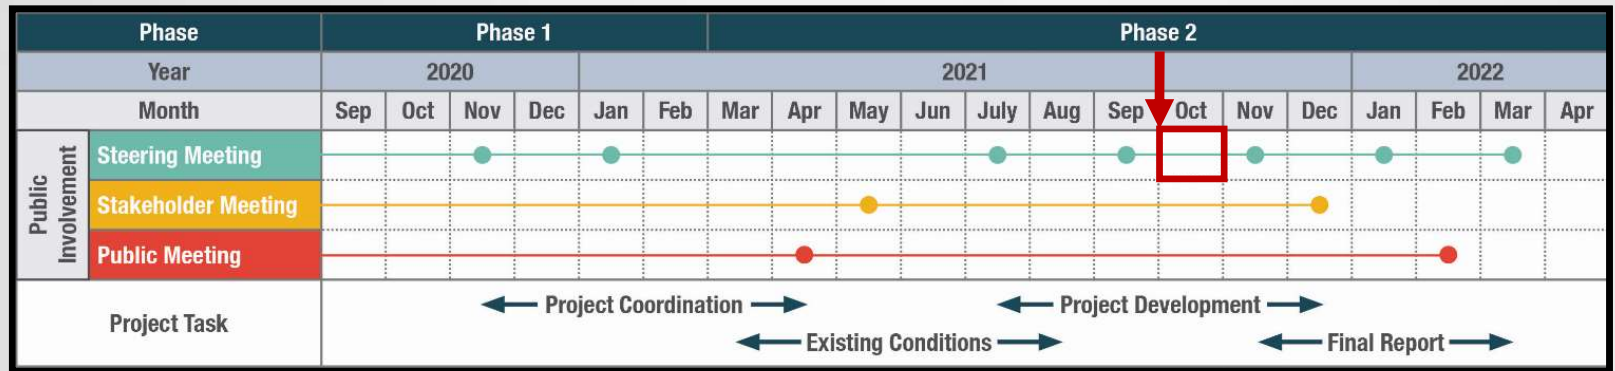 Phase Phase 1 Phase 2
Year 2020 2021 2022
Month Sep Oct Nov Dec Jan Feb Mar Apr May Jun July Aug Sep Oct Nov Dec Jan Feb Mar Apr
Public
Involvement
Steering Meeting
Stakeholder Meeting
Public Meeting
Project Task
Project Coordination Project Development
Existing Conditions Final Report